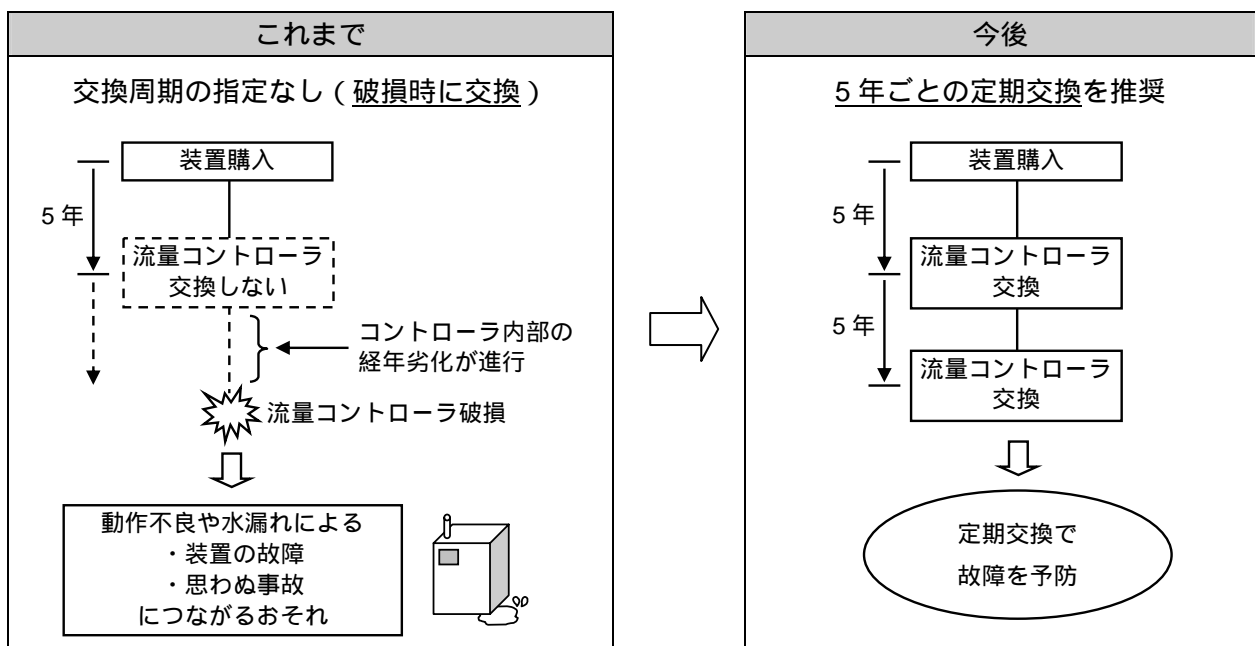 これまで
交換周期の指定なし（破損時に交換）
装置購入
5年
流量コントローラ
交換しない
コントローラ内部の
経年劣化が進行
流量コントローラ破損
動作不良や水漏れによる
・装置の故障
・思わぬ事故
につながるおそれ
今後
5年ごとの定期交換を推奨
装置購入
5年
流量コントローラ
交換
5年
流量コントローラ
交換
定期交換で
故障を予防